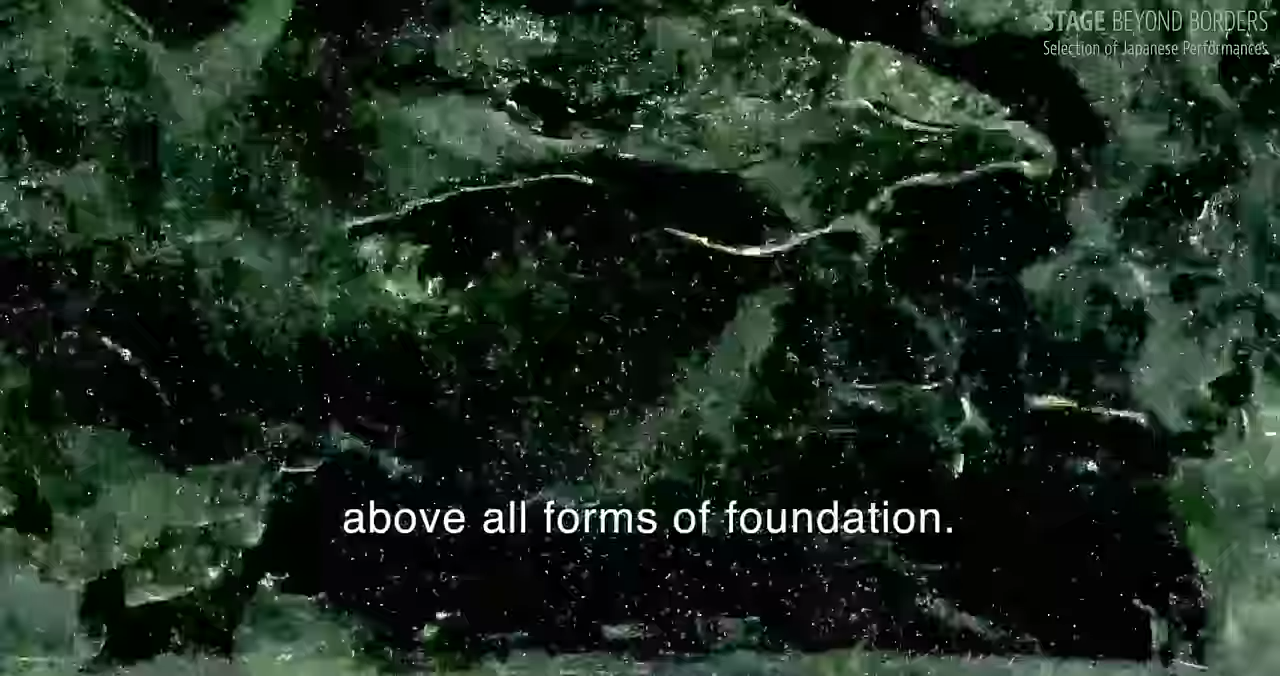 STAGE BEYOND BORDERS
Selection of Japanese Performances
above all forms of foundation.